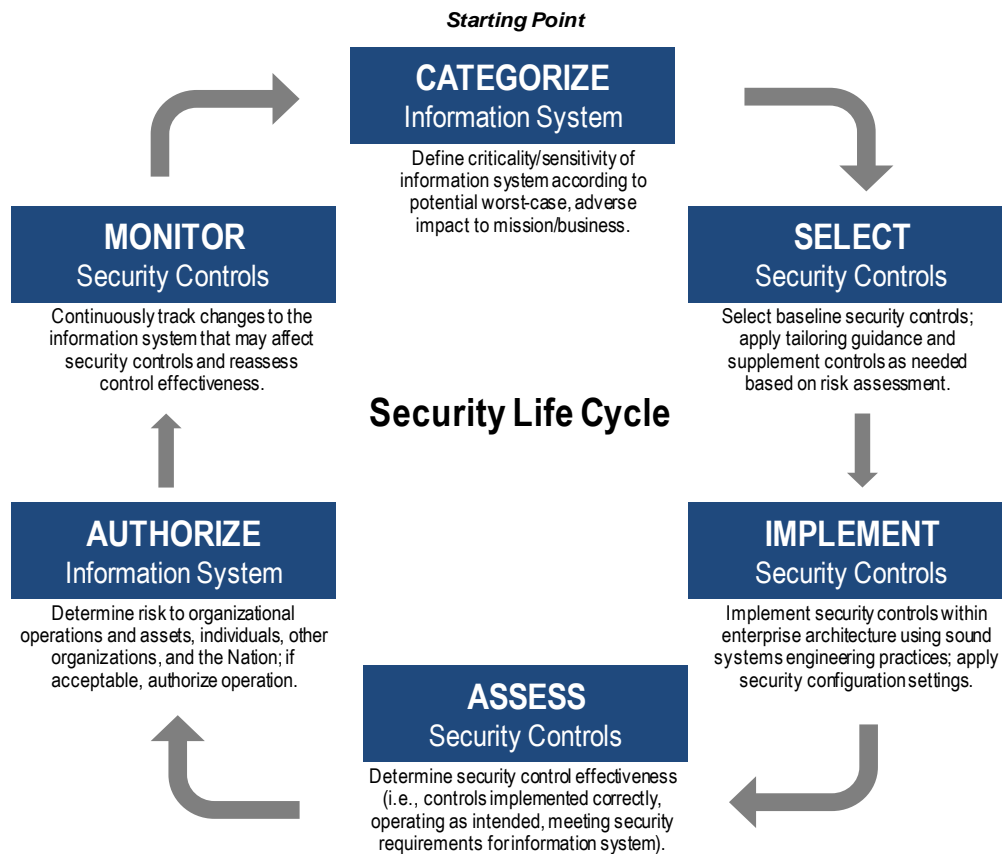 Starting Point
CATEGORIZE
Information System
Define criticality/sensitivity of
information system according to
potential worst-case, adverse
impact to mission/business.
SELECT
Security Controls
Select baseline security controls;
apply tailoring guidance and
supplement controls as needed
based on risk assessment.
IMPLEMENT
Security Controls
Implement security controls within
enterprise architecture using sound
systems engineering practices; apply
security configuration settings.
ASSESS
Security Controls
Determine security control effectiveness
(i.e., controls implemented correctly,
operating as intended, meeting security
requirements for information system).
AUTHORIZE
Information System
Determine risk to organizational
operations and assets, individuals, other
organizations, and the Nation; if
acceptable, authorize operation.
MONITOR
Security Controls
Continuously track changes to the
information system that may affect
security controls and reassess
control effectiveness.
Security Life Cycle